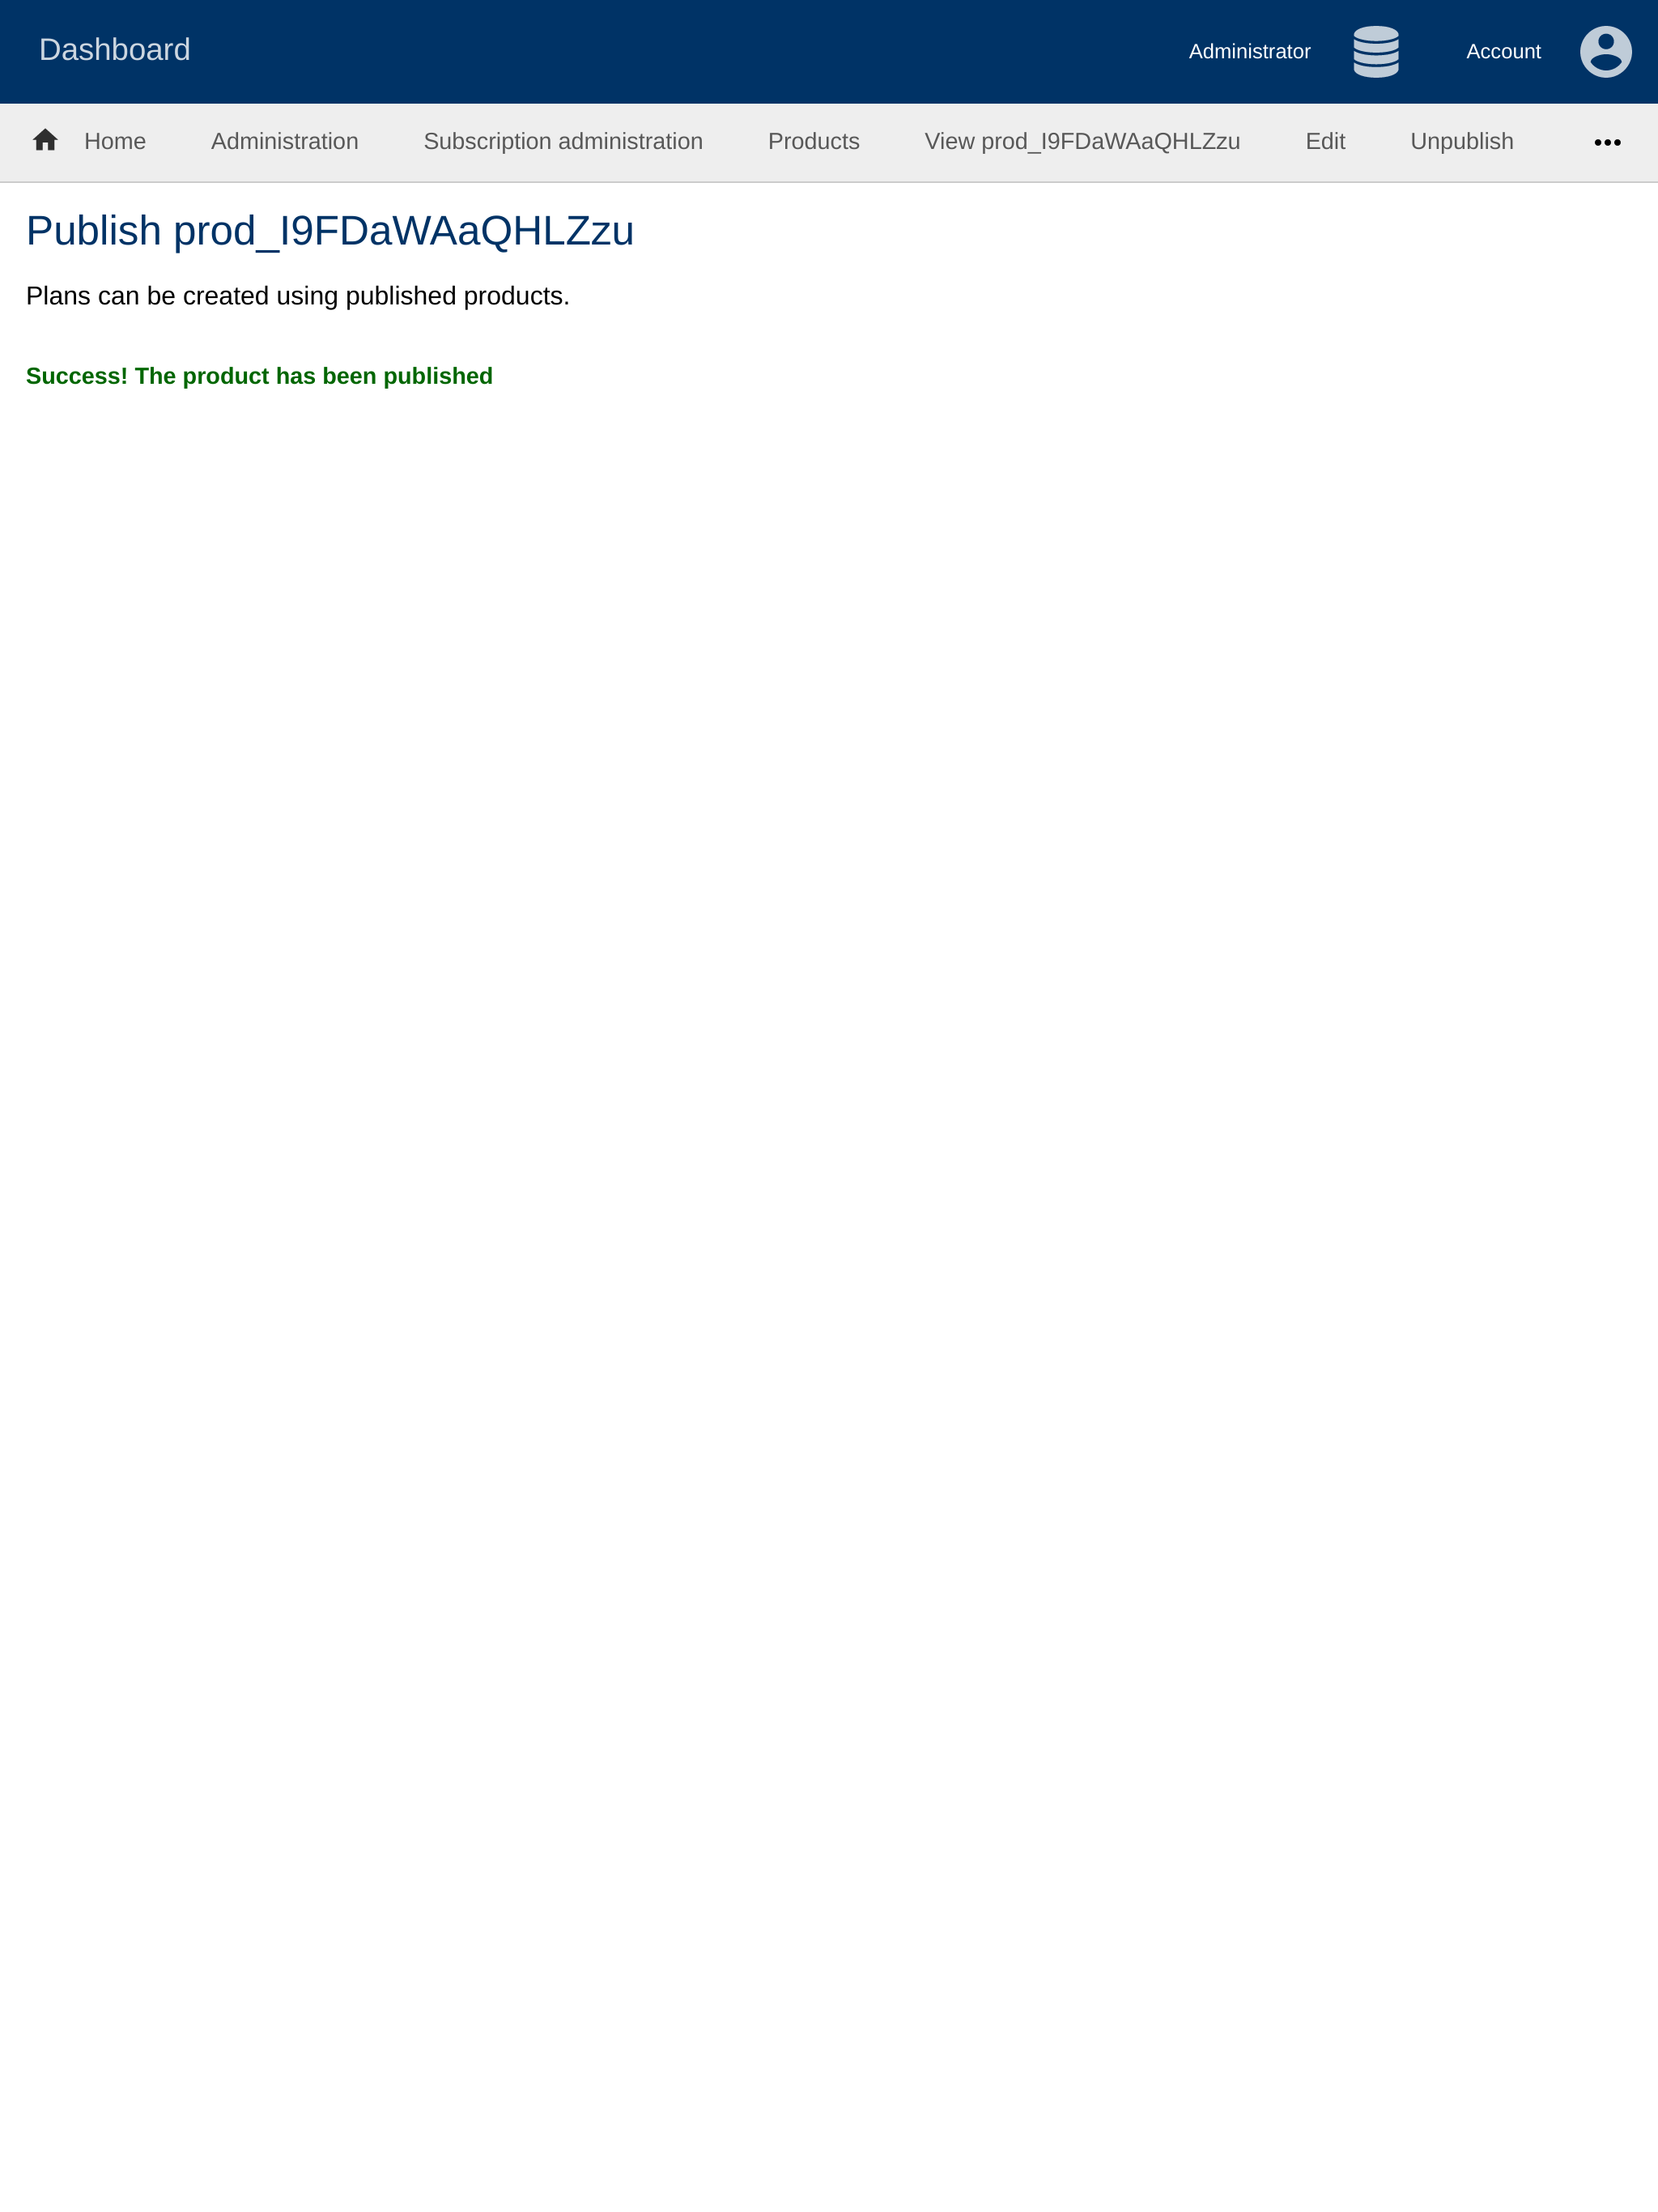 Dashboard
Administrator
Account
Home
Administration
Subscription administration
Products
View prod_I9FDaWAaQHLZzu
Edit
Unpublish
Publish prod_I9FDaWAaQHLZzu
Plans can be created using published products.
Success! The product has been published